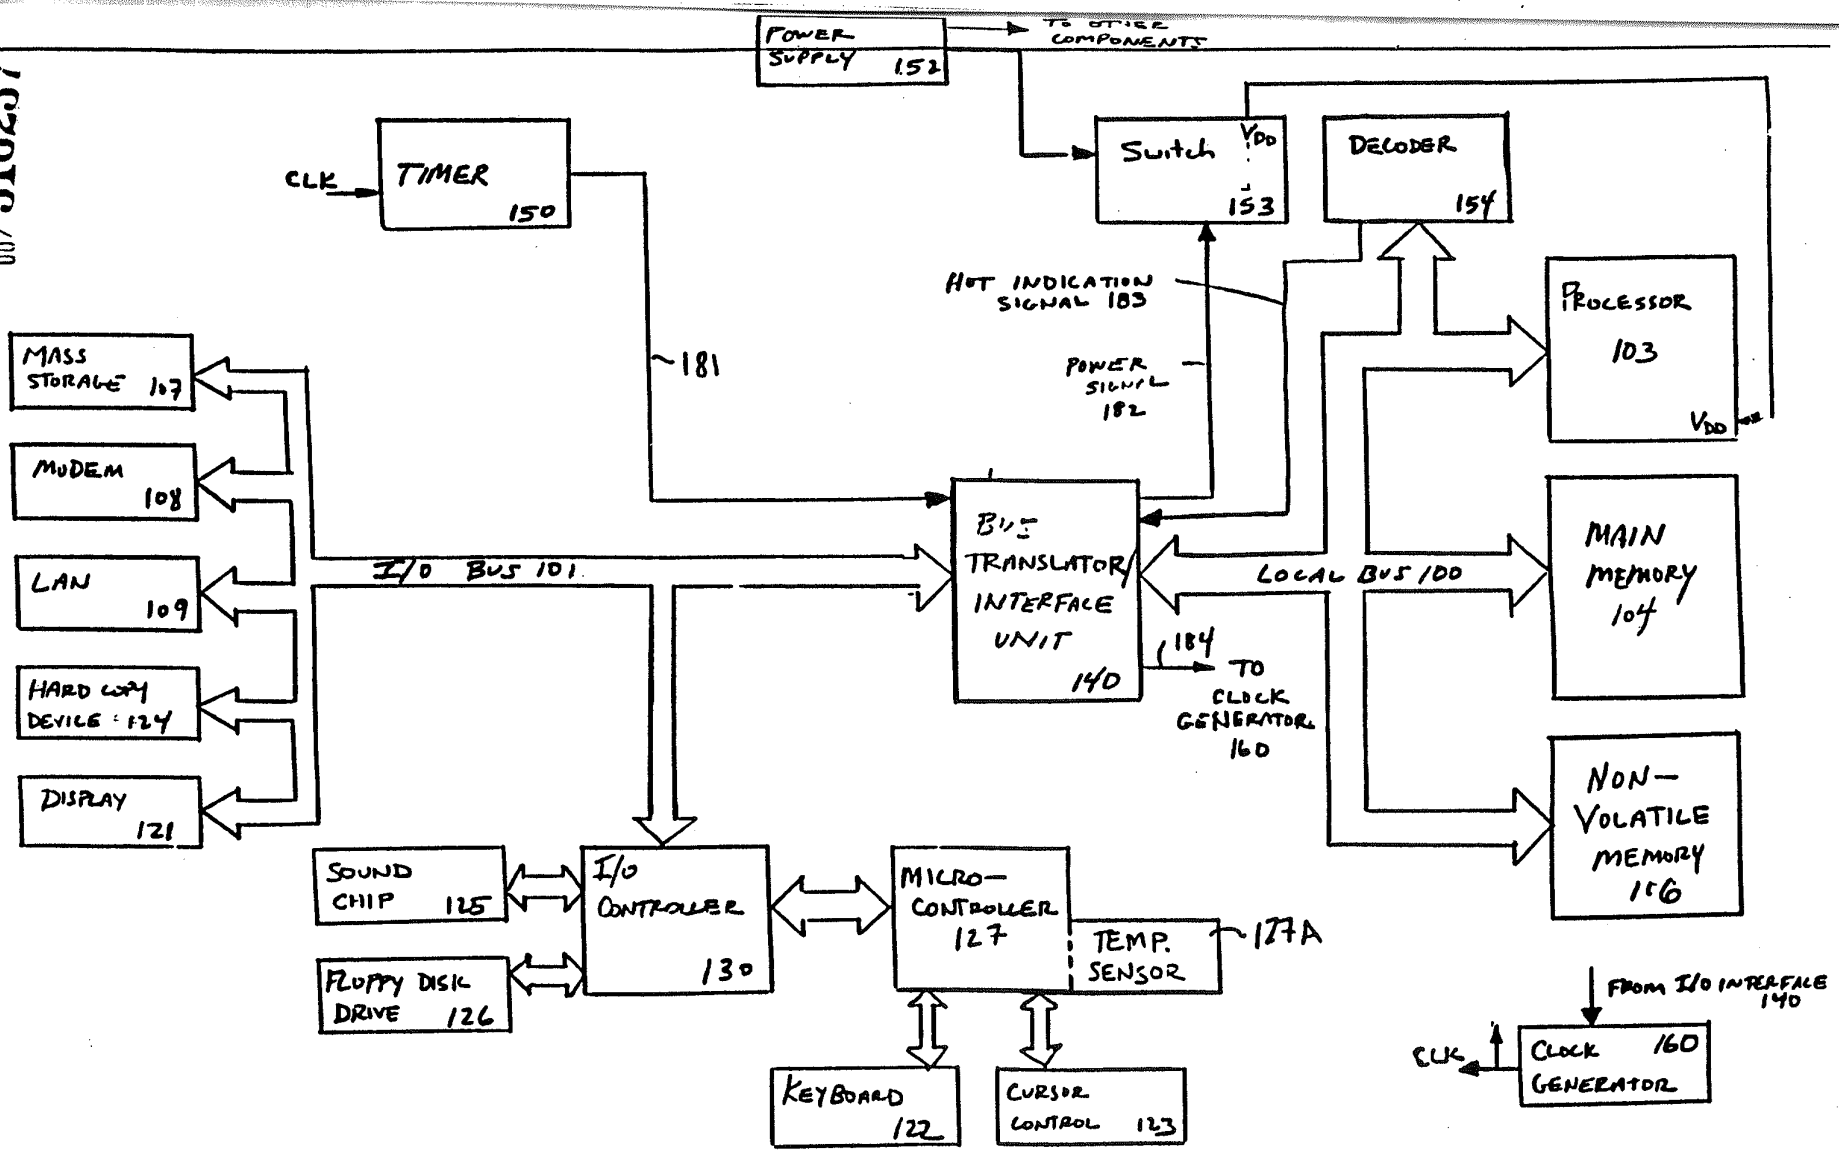 POWER
SUPPLY 152
TO OTHER
COMPONENTS
TIMER
150
CLK
Switch
VDD
153
DECODER
154
HOT INDICATION
SIGNAL 183
PROCESSOR
103
VDD
181
POWER
SIGNAL
182
MASS
STORAGE 107
MODEM
108
LAN
109
HARD COPY
DEVICE 124
DISPLAY
121
I/O BUS 101
BUS
TRANSLATOR/
INTERFACE
UNIT
140
LOCAL BUS 100
MAIN
MEMORY
104
184
TO
CLOCK
GENERATOR
160
NON-
VOLATILE
MEMORY
106
SOUND
CHIP 125
I/O
CONTROLLER
130
MICRO-
CONTROLLER
127
TEMP.
SENSOR
127A
FLOPPY DISK
DRIVE 126
FROM I/O INTERFACE
140
CLK
CLOCK 160
GENERATOR
KEYBOARD
122
CURSOR
CONTROL 123